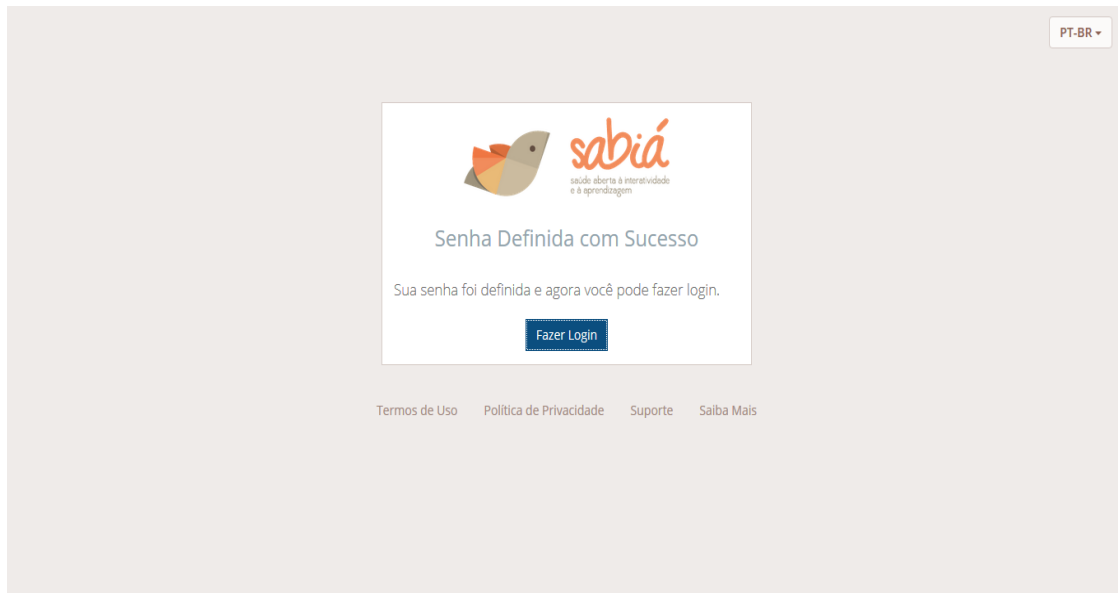 PT-BR
sabiá
saúde aberta à interatividade
e à aprendizagem
Senha Definida com Sucesso
Sua senha foi definida e agora você pode fazer login.
Fazer Login
Termos de Uso Política de Privacidade Suporte Saiba Mais